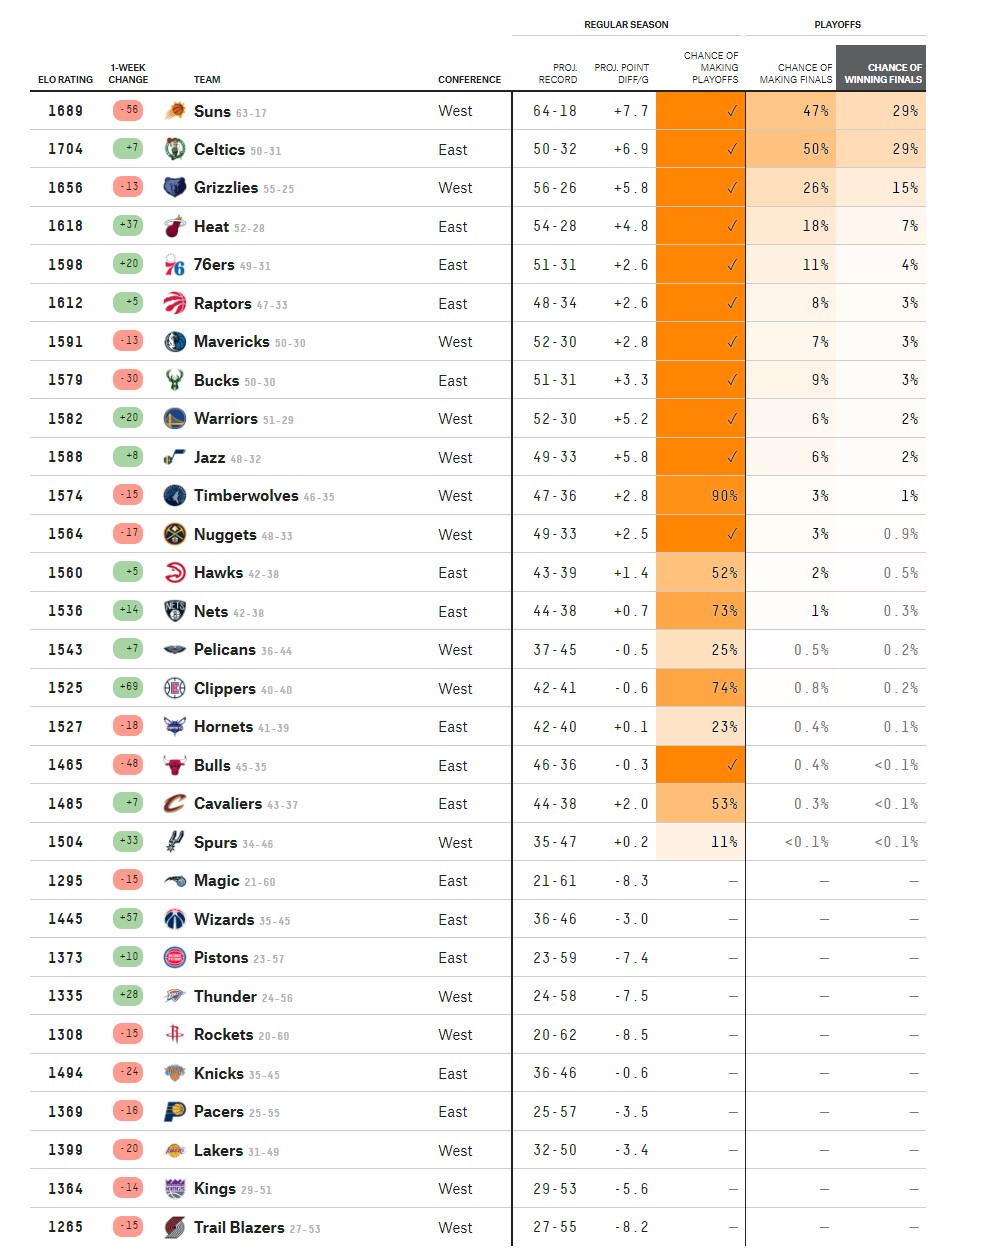 REGULAR SEASON PLAYOFFS
ELO RATING 1-WEEK CHANGE TEAM CONFERENCE PROJ. RECORD PROJ. POINT DIFF/G CHANCE OF MAKING PLAYOFFS CHANCE OF MAKING FINALS CHANCE OF WINNING FINALS
1689 -56 Suns 63-17 West 64-18 +7.7 ✓ 47% 29%
1704 +7 Celtics 50-31 East 50-32 +6.9 ✓ 50% 29%
1656 -13 Grizzlies 55-25 West 56-26 +5.8 ✓ 26% 15%
1618 +37 Heat 52-28 East 54-28 +4.8 ✓ 18% 7%
1598 +20 76ers 49-31 East 51-31 +2.6 ✓ 11% 4%
1612 +5 Raptors 47-33 East 48-34 +2.6 ✓ 8% 3%
1591 -13 Mavericks 50-30 West 52-30 +2.8 ✓ 7% 3%
1579 -30 Bucks 50-30 East 51-31 +3.3 ✓ 9% 3%
1582 +20 Warriors 51-29 West 52-30 +5.2 ✓ 6% 2%
1588 +8 Jazz 48-32 West 49-33 +5.8 ✓ 6% 2%
1574 -15 Timberwolves 46-35 West 47-36 +2.8 90% 3% 1%
1564 -17 Nuggets 48-33 West 49-33 +2.5 ✓ 3% 0.9%
1560 +5 Hawks 42-38 East 43-39 +1.4 52% 2% 0.5%
1536 +14 Nets 42-38 East 44-38 +0.7 73% 1% 0.3%
1543 +7 Pelicans 36-44 West 37-45 -0.5 25% 0.5% 0.2%
1525 +69 Clippers 40-40 West 42-41 -0.6 74% 0.8% 0.2%
1527 -18 Hornets 41-39 East 42-40 +0.1 23% 0.4% 0.1%
1465 -48 Bulls 45-35 East 46-36 -0.3 ✓ 0.4% <0.1%
1485 +7 Cavaliers 43-37 East 44-38 +2.0 53% 0.3% <0.1%
1504 +33 Spurs 34-46 West 35-47 +0.2 11% <0.1% <0.1%
1295 -15 Magic 21-60 East 21-61 -8.3 — — —
1445 +57 Wizards 35-45 East 36-46 -3.0 — — —
1373 +10 Pistons 23-57 East 23-59 -7.4 — — —
1335 +28 Thunder 24-56 West 24-58 -7.5 — — —
1308 -15 Rockets 20-60 West 20-62 -8.5 — — —
1494 -24 Knicks 35-45 East 36-46 -0.6 — — —
1369 -16 Pacers 25-55 East 25-57 -3.5 — — —
1399 -20 Lakers 31-49 West 32-50 -3.4 — — —
1364 -14 Kings 29-51 West 29-53 -5.6 — — —
1265 -15 Trail Blazers 27-53 West 27-55 -8.2 — — —